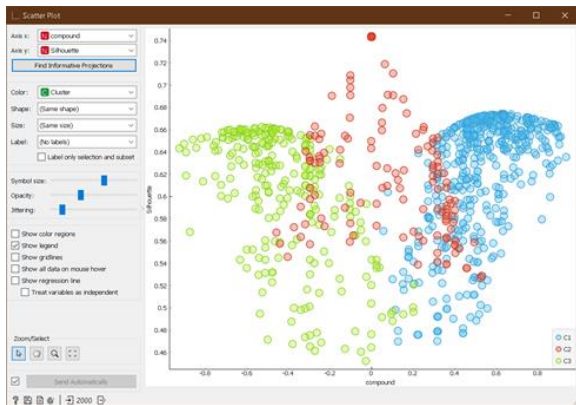 Scatter Plot
Axis x: compound
Axis y: Silhouette
Find Informative Projections
Color: Cluster
Shape: (Same shape)
Size: (Same size)
Label: (No labels)
Label only selection and subset
Symbol size:
Opacity:
Jittering:
Show color regions
Show legend
Show gridlines
Show all data on mouse hover
Show regression line
Treat variables as independent
Zoom/Select
Send Automatically
2000
Silhouette
0.74
0.72
0.7
0.68
0.66
0.64
0.62
0.6
0.58
0.56
0.54
0.52
0.5
0.48
0.46
-0.8 -0.6 -0.4 -0.2 0 0.2 0.4 0.6 0.8
compound
C1
C2
C3